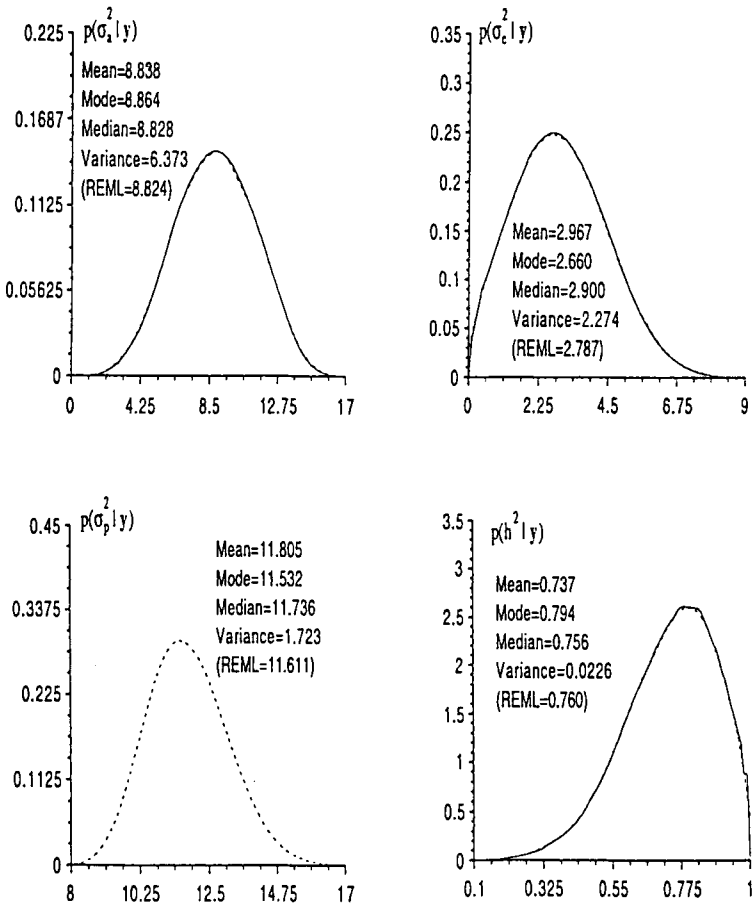 p(σ²ₐ | y)
0.225
0.1687
0.1125
0.05625
0
Mean=8.838
Mode=8.864
Median=8.828
Variance=6.373
(REML=8.824)
0 4.25 8.5 12.75 17
p(σ²ₑ | y)
0.35
0.3
0.25
0.2
0.15
0.1
0.05
0
Mean=2.967
Mode=2.660
Median=2.900
Variance=2.274
(REML=2.787)
0 2.25 4.5 6.75 9
p(σ²ₚ | y)
0.45
0.3375
0.225
0.1125
0
Mean=11.805
Mode=11.532
Median=11.736
Variance=1.723
(REML=11.611)
8 10.25 12.5 14.75 17
p(h² | y)
3.5
3
2.5
2
1.5
1
0.5
0
Mean=0.737
Mode=0.794
Median=0.756
Variance=0.0226
(REML=0.760)
0.1 0.325 0.55 0.775 1